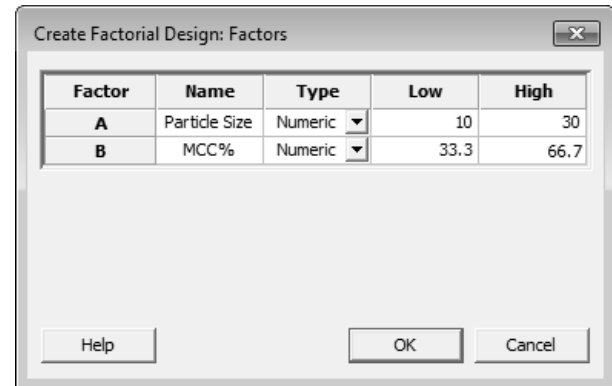 Create Factorial Design: Factors
Factor Name Type Low High
A Particle Size Numeric 10 30
B MCC% Numeric 33.3 66.7
Help OK Cancel